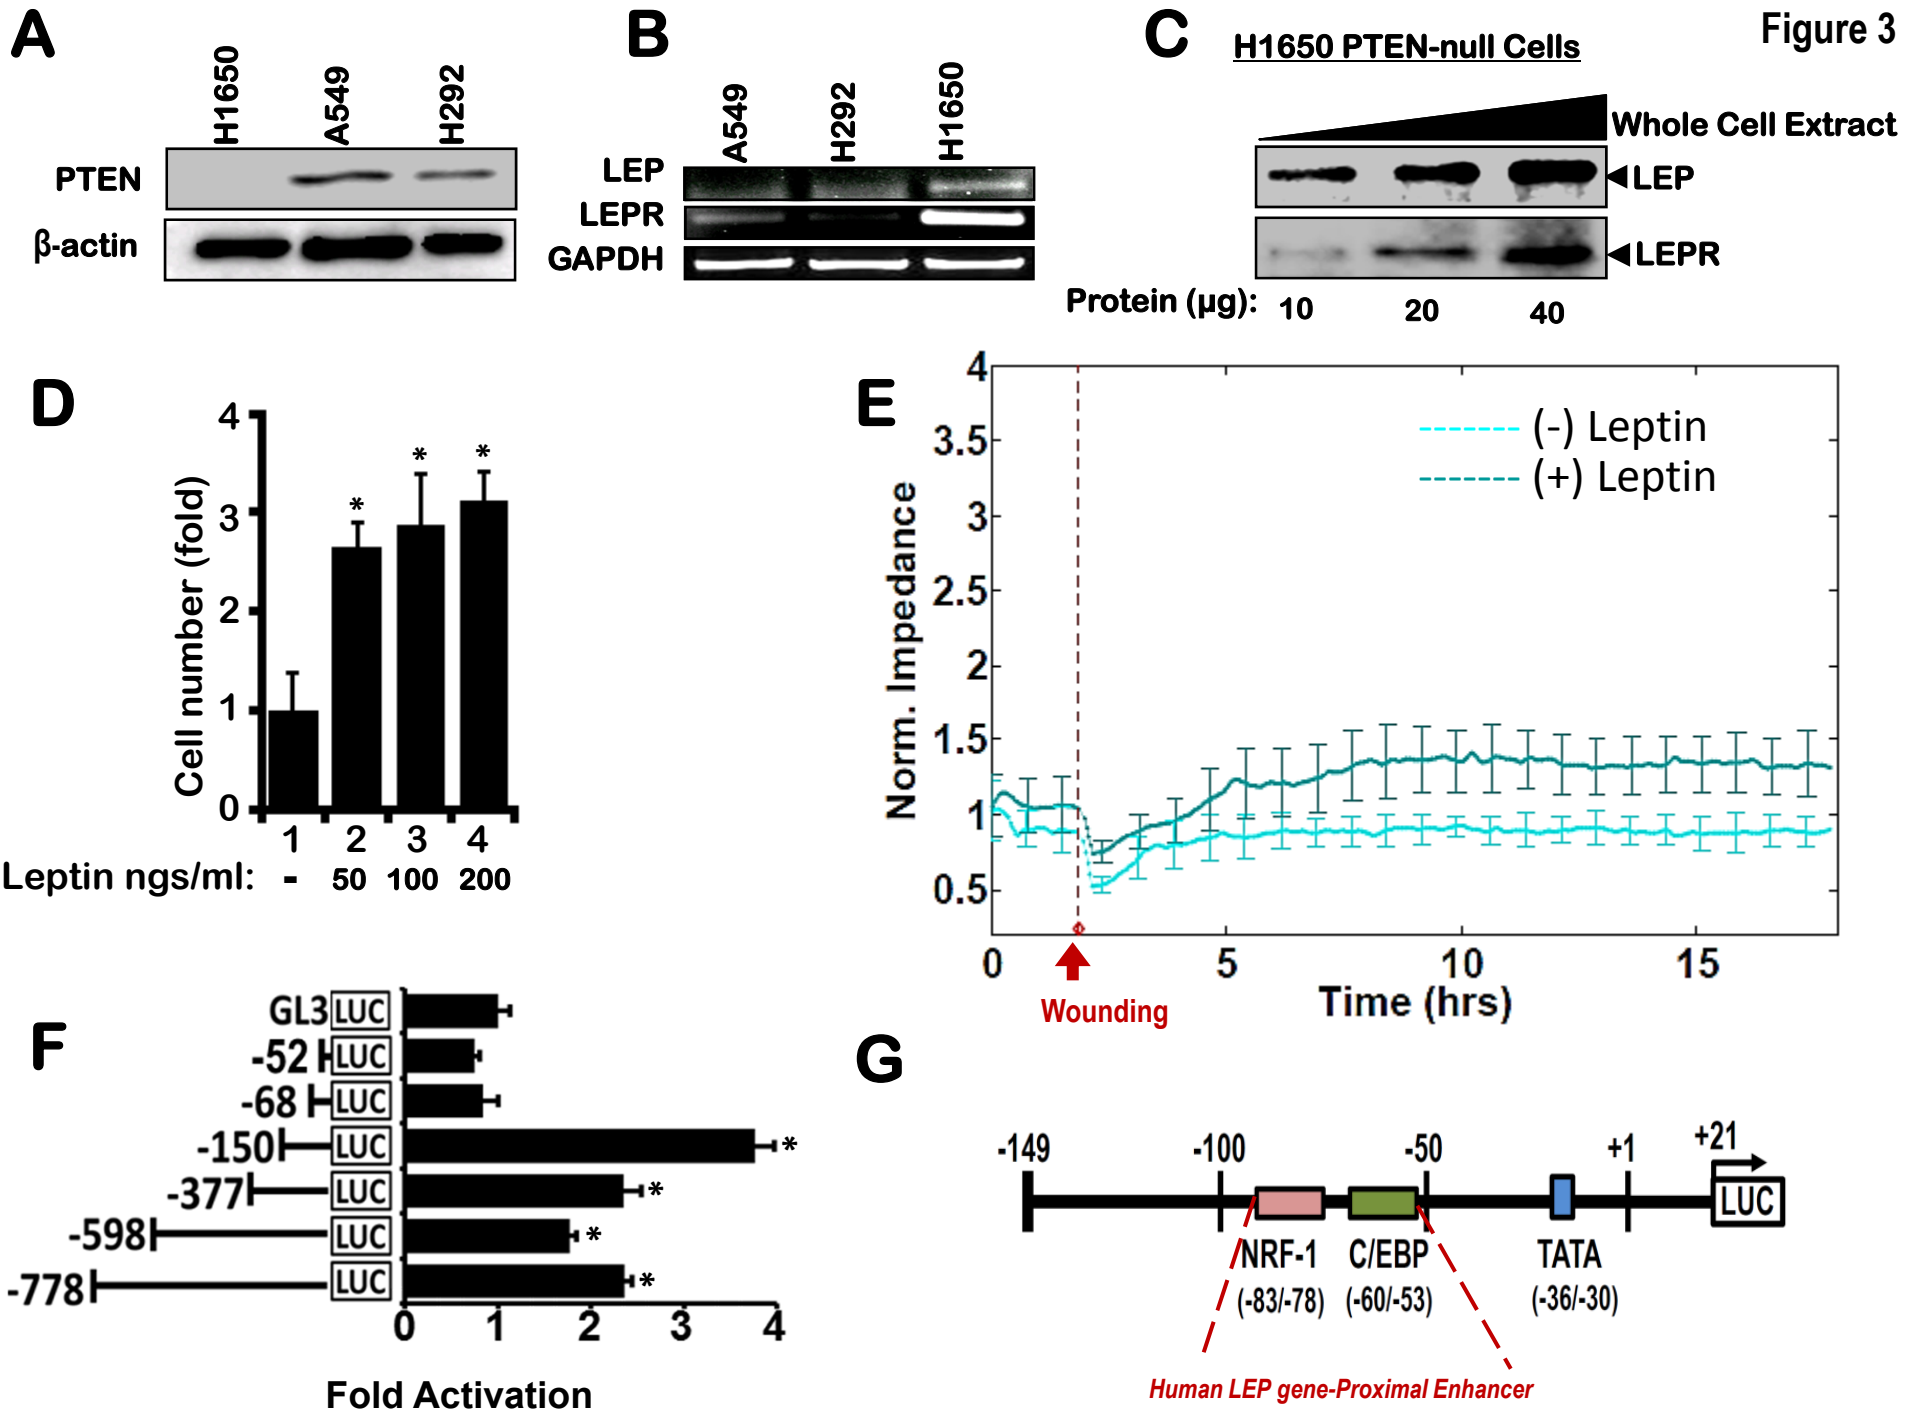 Figure 3
A
H1650 A549 H292
PTEN
β-actin
B
A549 H292 H1650
LEP
LEPR
GAPDH
C
H1650 PTEN-null Cells
Whole Cell Extract
LEP
LEPR
Protein (µg): 10 20 40
D
Cell number (fold)
4
3
2
1
0
1 2 3 4
Leptin ngs/ml: - 50 100 200
*
*
*
E
Norm. Impedance
4
3.5
3
2.5
2
1.5
1
0.5
(-) Leptin
(+) Leptin
0 5 10 15
Time (hrs)
Wounding
F
GL3 LUC
-52 LUC
-68 LUC
-150 LUC *
-377 LUC *
-598 LUC *
-778 LUC *
0 1 2 3 4
Fold Activation
G
-149 -100 -50 +1 +21
LUC
NRF-1 C/EBP TATA
(-83/-78) (-60/-53) (-36/-30)
Human LEP gene-Proximal Enhancer